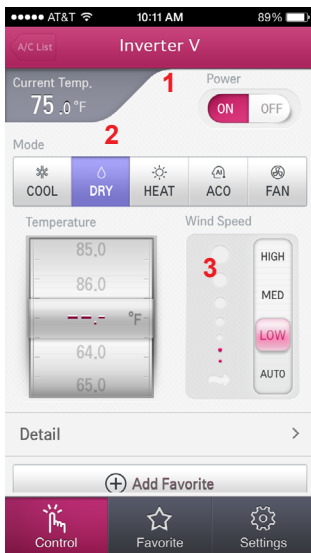 AT&T 10:11 AM 89%
A/C List Inverter V
Current Temp. 1 Power
75.0°F ON OFF
2
Mode
COOL DRY HEAT AI ACO FAN
Temperature Wind Speed
85.0 HIGH
3
86.0 MED
--.- °F
LOW
64.0
AUTO
65.0
Detail >
+ Add Favorite
Control Favorite Settings